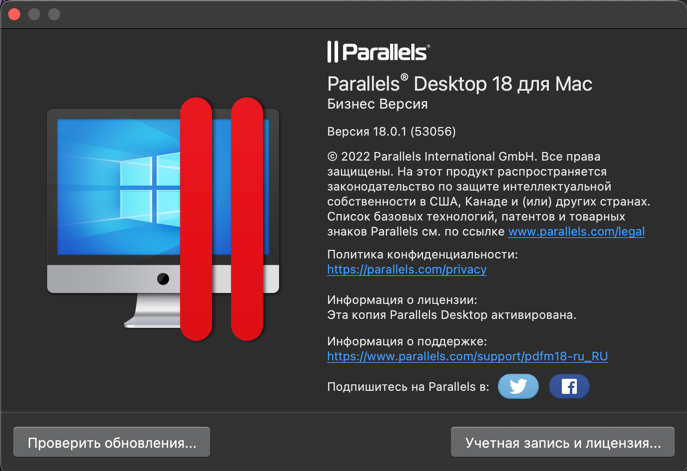 Parallels®
Parallels® Desktop 18 для Mac
Бизнес Версия
Версия 18.0.1 (53056)
© 2022 Parallels International GmbH. Все права
защищены. На этот продукт распространяется
законодательство по защите интеллектуальной
собственности в США, Канаде и (или) других странах.
Список базовых технологий, патентов и товарных
знаков Parallels см. по ссылке www.parallels.com/legal
Политика конфиденциальности:
https://parallels.com/privacy
Информация о лицензии:
Эта копия Parallels Desktop активирована.
Информация о поддержке:
https://www.parallels.com/support/pdfm18-ru_RU
Подпишитесь на Parallels в:
Проверить обновления...
Учетная запись и лицензия...